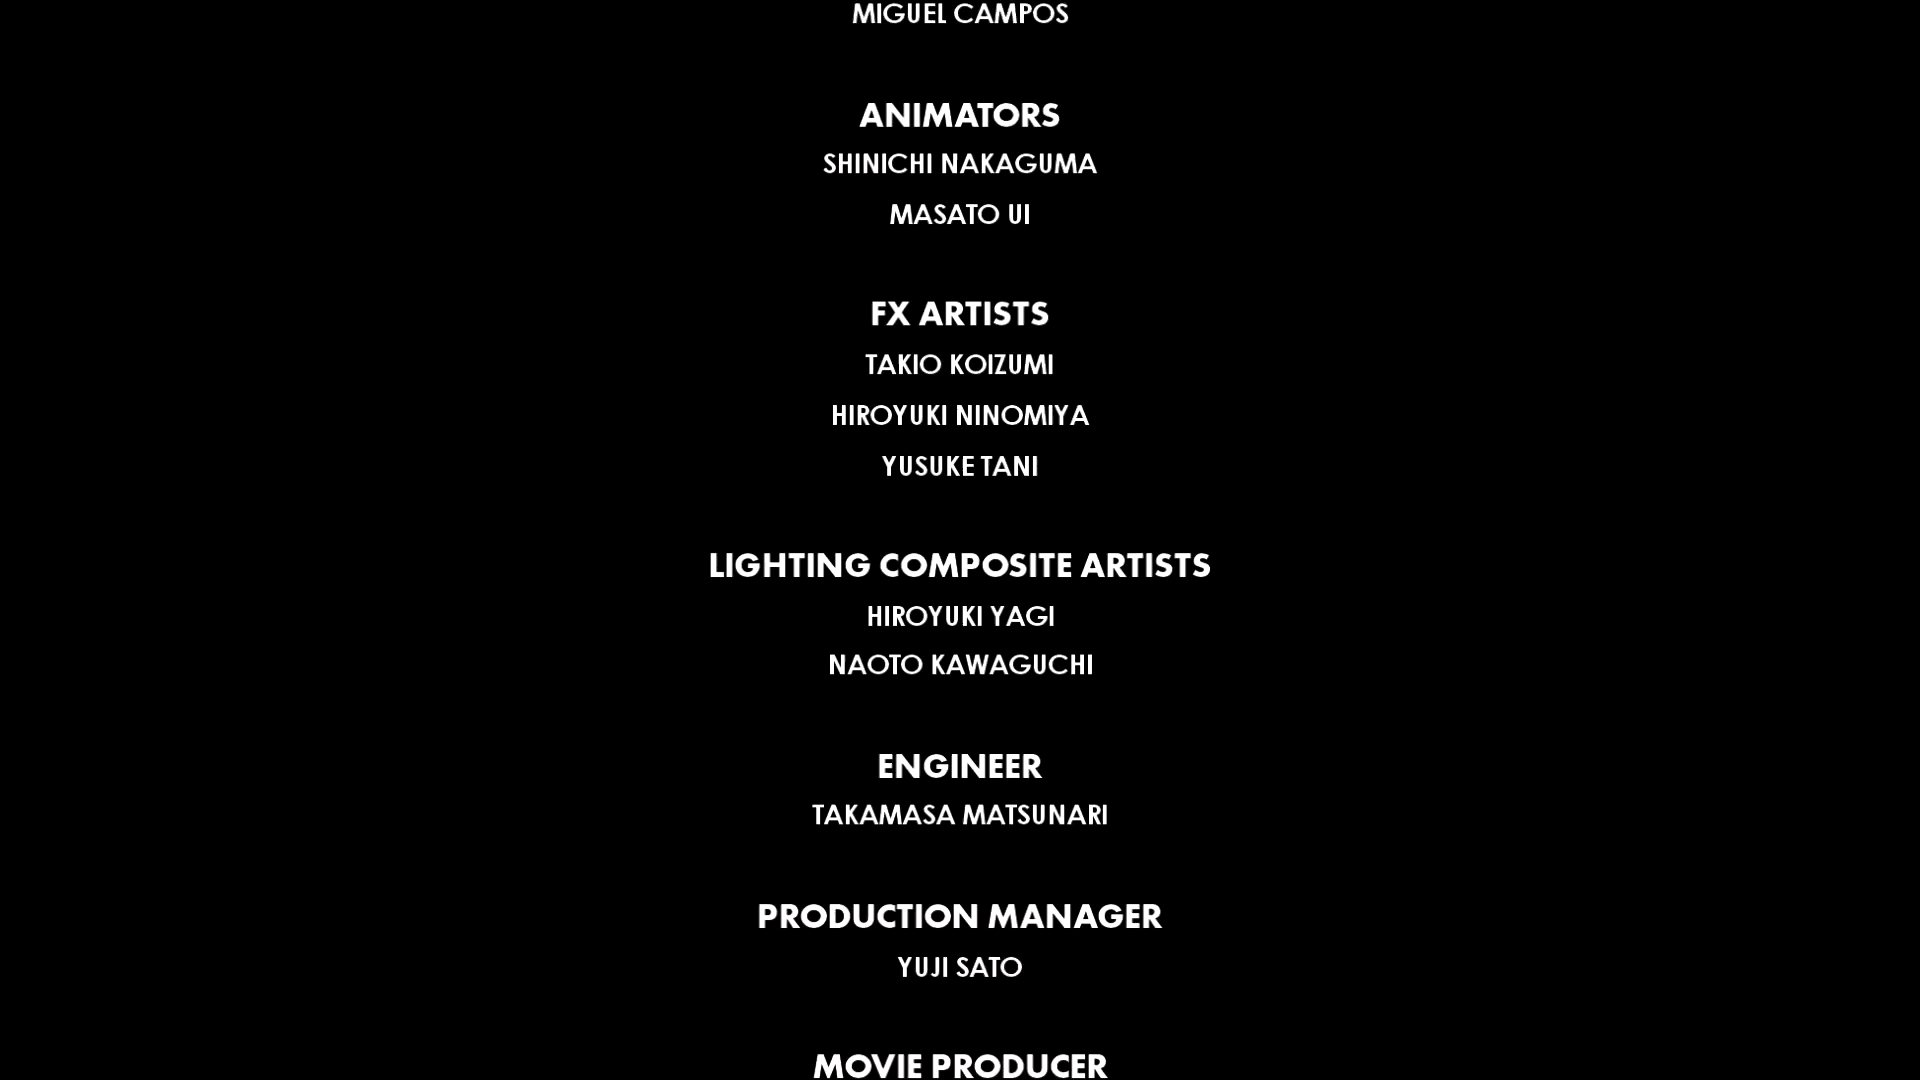 MIGUEL CAMPOS
ANIMATORS
SHINICHI NAKAGUMA
MASATO UI
FX ARTISTS
TAKIO KOIZUMI
HIROYUKI NINOMIYA
YUSUKE TANI
LIGHTING COMPOSITE ARTISTS
HIROYUKI YAGI
NAOTO KAWAGUCHI
ENGINEER
TAKAMASA MATSUNARI
PRODUCTION MANAGER
YUJI SATO
MOVIE PRODUCER